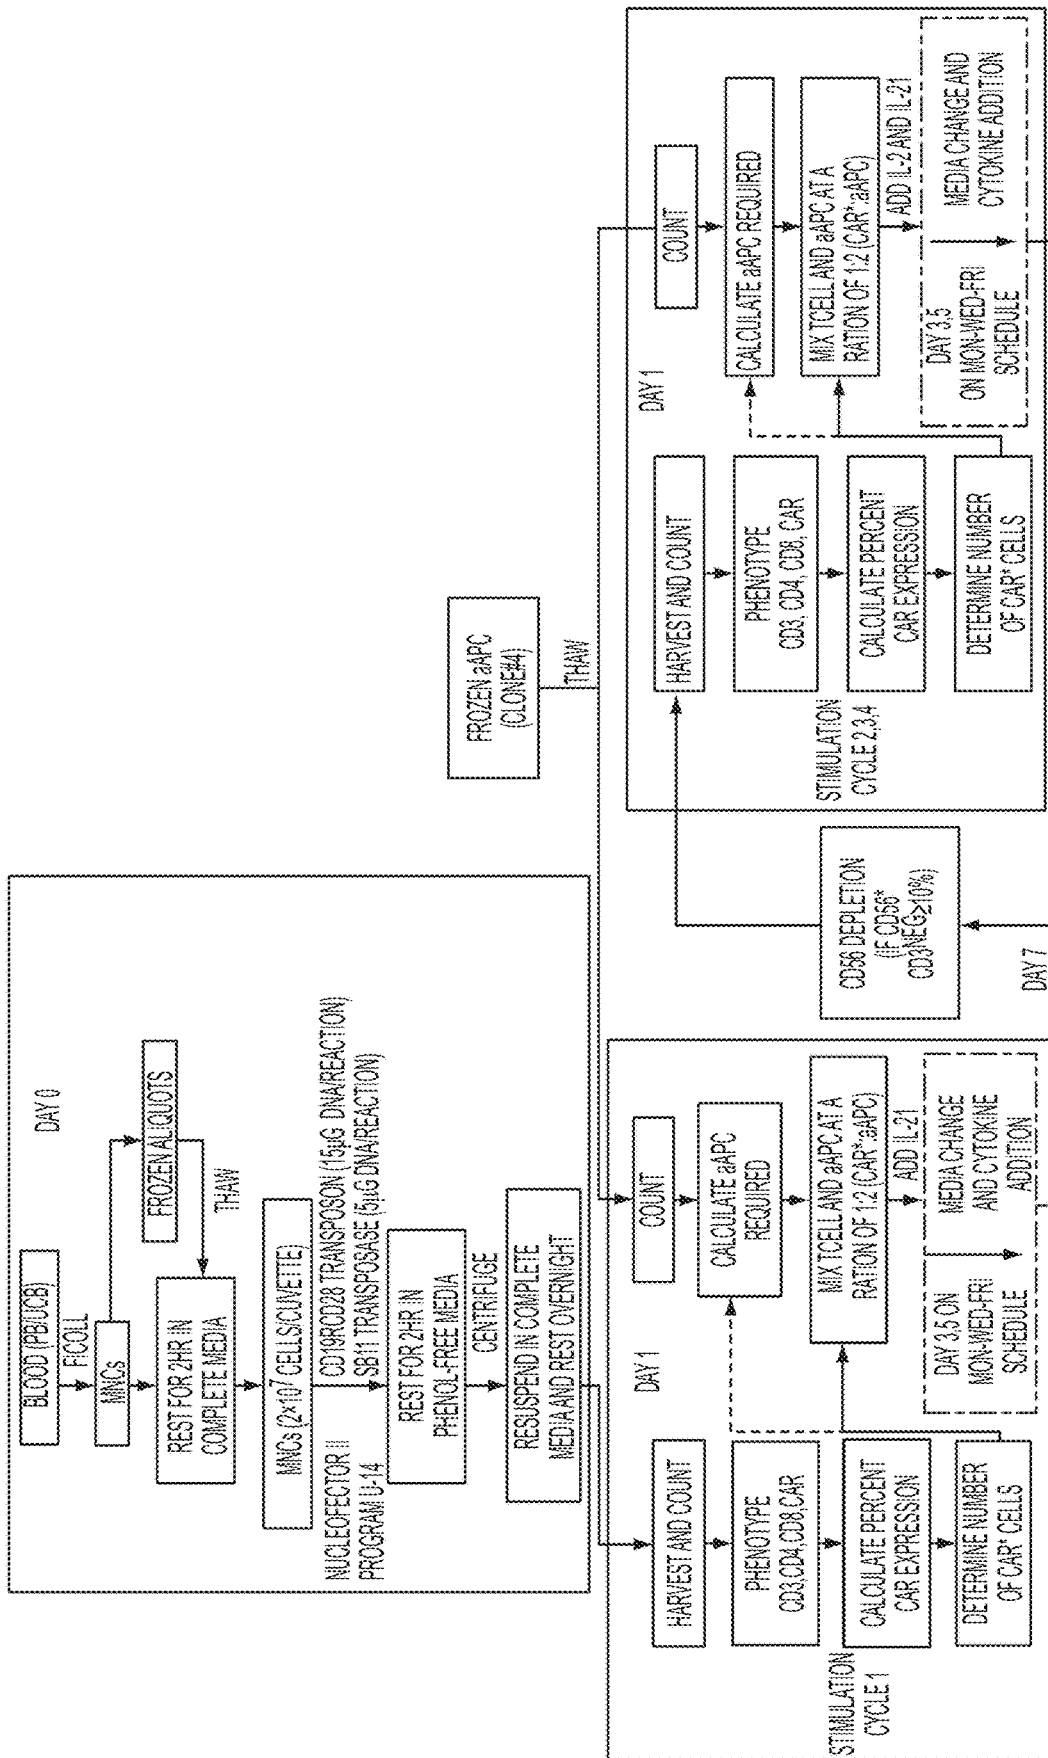 DAY 0
BLOOD (PB/UCB)
FICOLL
MNCs
FROZEN ALIQUOTS
THAW
REST FOR 2HR IN
COMPLETE MEDIA
MNCs (2×10⁷ CELLS/CUVETTE)
NUCLEOFECTOR II
PROGRAM U-14
CD19RCD28 TRANSPOSON (15µG DNA/REACTION)
SB11 TRANSPOSASE (5µG DNA/REACTION)
REST FOR 2HR IN
PHENOL-FREE MEDIA
CENTRIFUGE
RESUSPEND IN COMPLETE
MEDIA AND REST OVERNIGHT
FROZEN aAPC
(CLONE#4)
THAW
DAY 1
HARVEST AND COUNT
PHENOTYPE
CD3,CD4,CD8,CAR
STIMULATION
CYCLE 1
CALCULATE PERCENT
CAR EXPRESSION
DETERMINE NUMBER
OF CAR⁺ CELLS
COUNT
CALCULATE aAPC
REQUIRED
MIX TCELL AND aAPC AT A
RATION OF 1:2 (CAR⁺:aAPC)
ADD IL-21
DAY 3,5 ON
MON-WED-FRI
SCHEDULE
MEDIA CHANGE
AND CYTOKINE
ADDITION
DAY 7
CD56 DEPLETION
(IF CD56⁺
CD3NEG≥10%)
DAY 1
HARVEST AND COUNT
PHENOTYPE
CD3, CD4, CD8, CAR
STIMULATION
CYCLE 2,3,4
CALCULATE PERCENT
CAR EXPRESSION
DETERMINE NUMBER
OF CAR⁺ CELLS
COUNT
CALCULATE aAPC REQUIRED
MIX TCELL AND aAPC AT A
RATION OF 1:2 (CAR⁺:aAPC)
ADD IL-2 AND IL-21
DAY 3,5
ON MON-WED-FRI
SCHEDULE
MEDIA CHANGE AND
CYTOKINE ADDITION